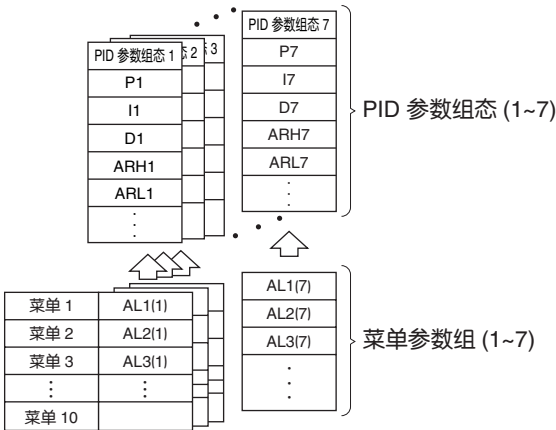 PID 参数组态 1
P1
I1
D1
ARH1
ARL1
态 2
态 3
PID 参数组态 7
P7
I7
D7
ARH7
ARL7
PID 参数组态 (1~7)
菜单 1 AL1(1)
菜单 2 AL2(1)
菜单 3 AL3(1)
菜单 10
AL1(7)
AL2(7)
AL3(7)
菜单参数组 (1~7)